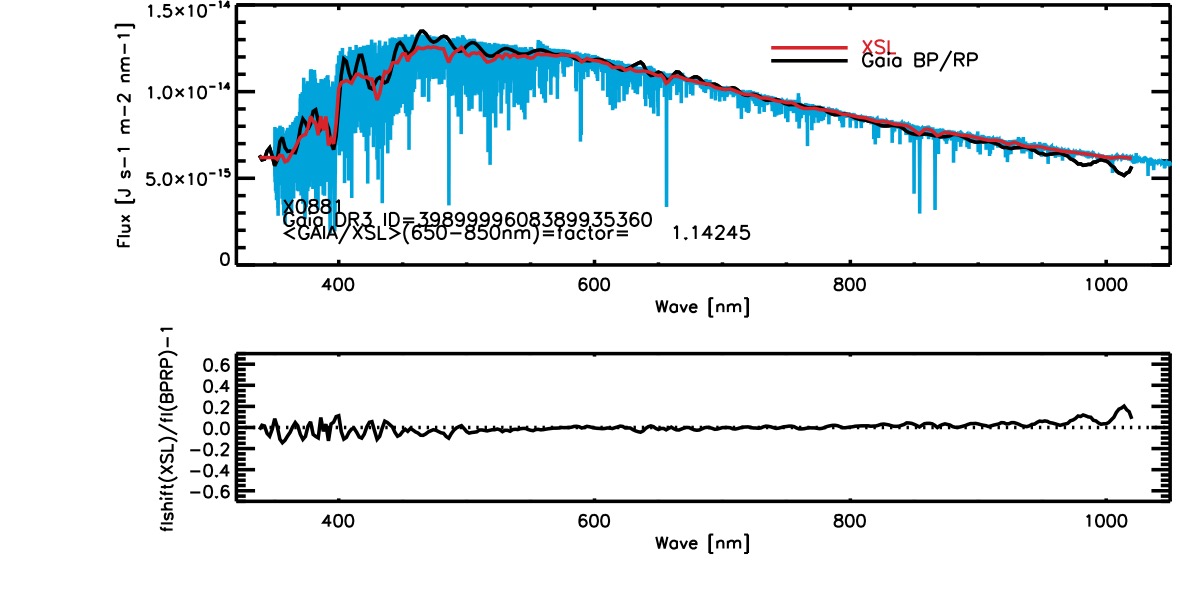 1.5×10−14
1.0×10−14
5.0×10−15
0
Flux [J s−1 m−2 nm−1]
XSL
Gaia BP/RP
X0881
Gaia DR3 ID=3989999608389935360
<GAIA/XSL>(650−850nm)=factor= 1.14245
400 600 800 1000
Wave [nm]
flshift(XSL)/fl(BPRP)−1
0.6
0.4
0.2
0.0
−0.2
−0.4
−0.6
400 600 800 1000
Wave [nm]